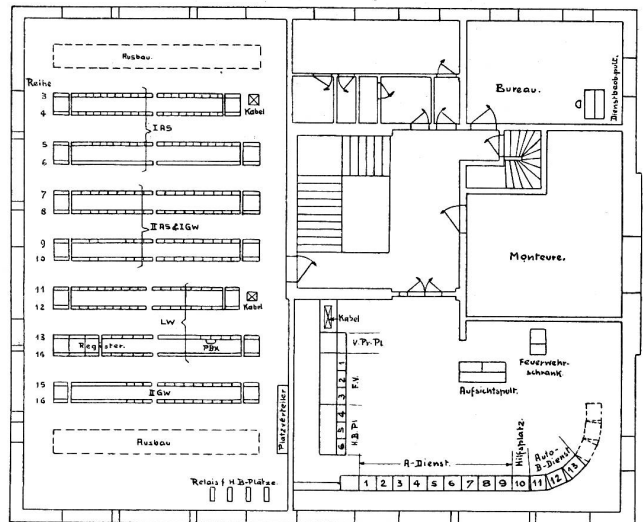 Ausbau.
Reihe
3
4
Kabel
I AS
5
6
7
8
II AS & I GW
9
10
11
12
Kabel
LW
13
14
Register.
PBX
15
16
II GW
Ausbau
Relais f H.B-Plätze.
Platzverteiler
Bureau.
Dienstbeob.pult.
Monteure.
Kabel
V.Pr.Pl.
1
2
3
4
5
6
F.V.
H.B.Pl.
Feuerwehr-
schrank.
Aufsichtspult.
A-Dienst.
Hilfsplatz.
Auto-
B-Dienst
1 2 3 4 5 6 7 8 9 10 11 12 13